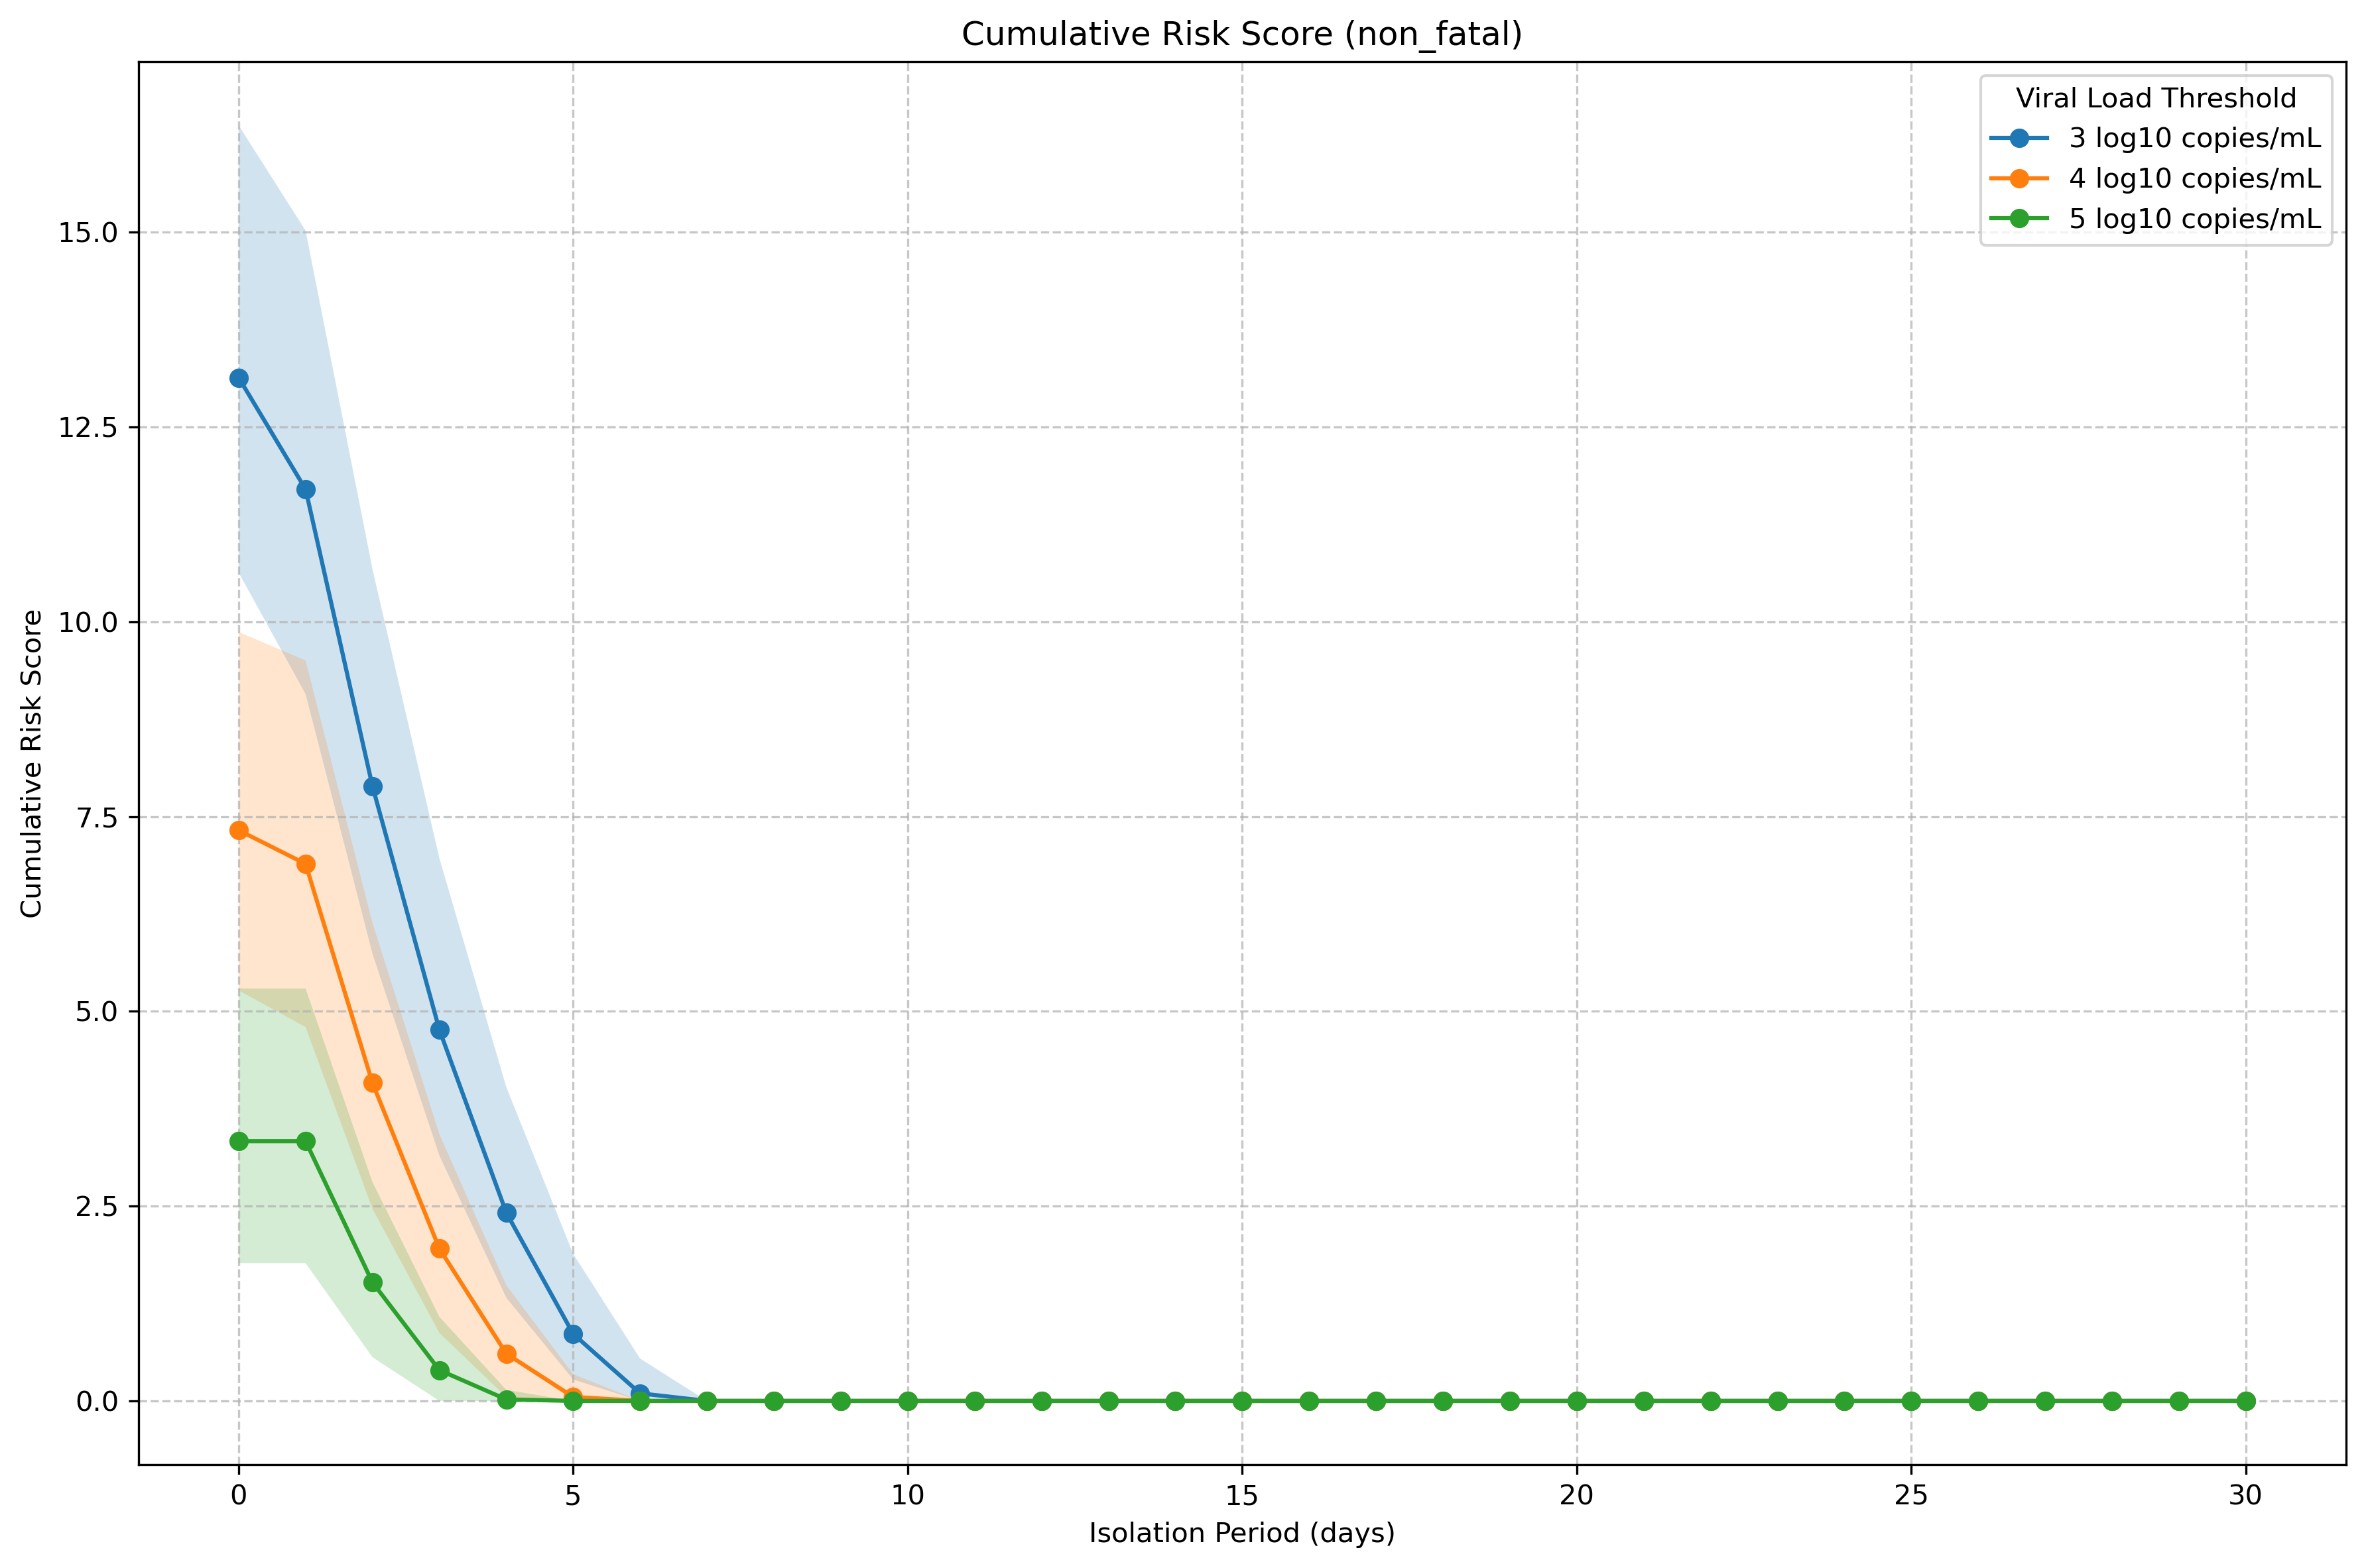 Cumulative Risk Score (non_fatal)
Viral Load Threshold
3 log10 copies/mL
4 log10 copies/mL
5 log10 copies/mL
Cumulative Risk Score
15.0
12.5
10.0
7.5
5.0
2.5
0.0
0 5 10 15 20 25 30
Isolation Period (days)